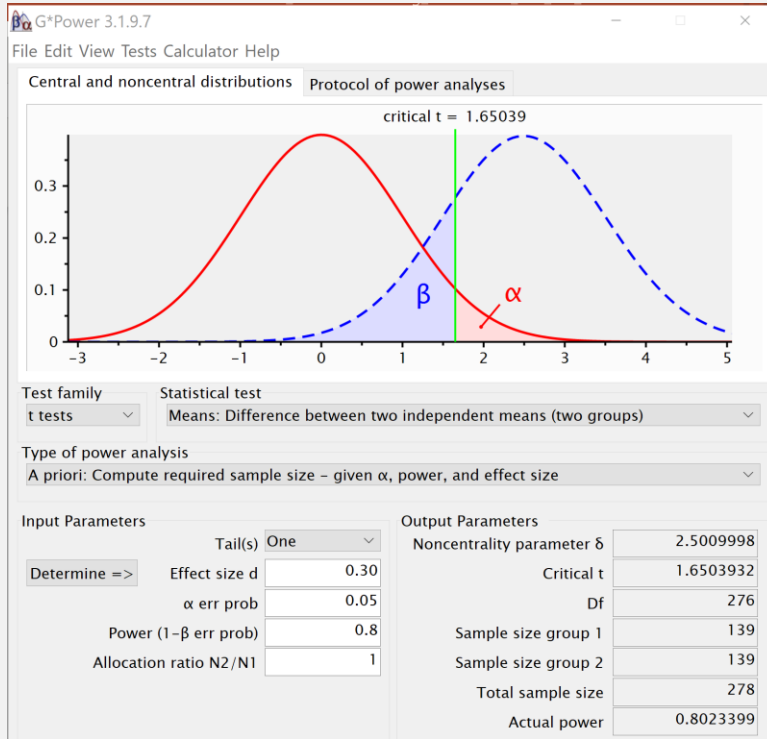 G*Power 3.1.9.7
File Edit View Tests Calculator Help
Central and noncentral distributions Protocol of power analyses
critical t = 1.65039
0.3
0.2
0.1
0
β
α
-3 -2 -1 0 1 2 3 4 5
Test family Statistical test
t tests Means: Difference between two independent means (two groups)
Type of power analysis
A priori: Compute required sample size – given α, power, and effect size
Input Parameters
Tail(s) One
Determine => Effect size d 0.30
α err prob 0.05
Power (1-β err prob) 0.8
Allocation ratio N2/N1 1
Output Parameters
Noncentrality parameter δ 2.5009998
Critical t 1.6503932
Df 276
Sample size group 1 139
Sample size group 2 139
Total sample size 278
Actual power 0.8023399